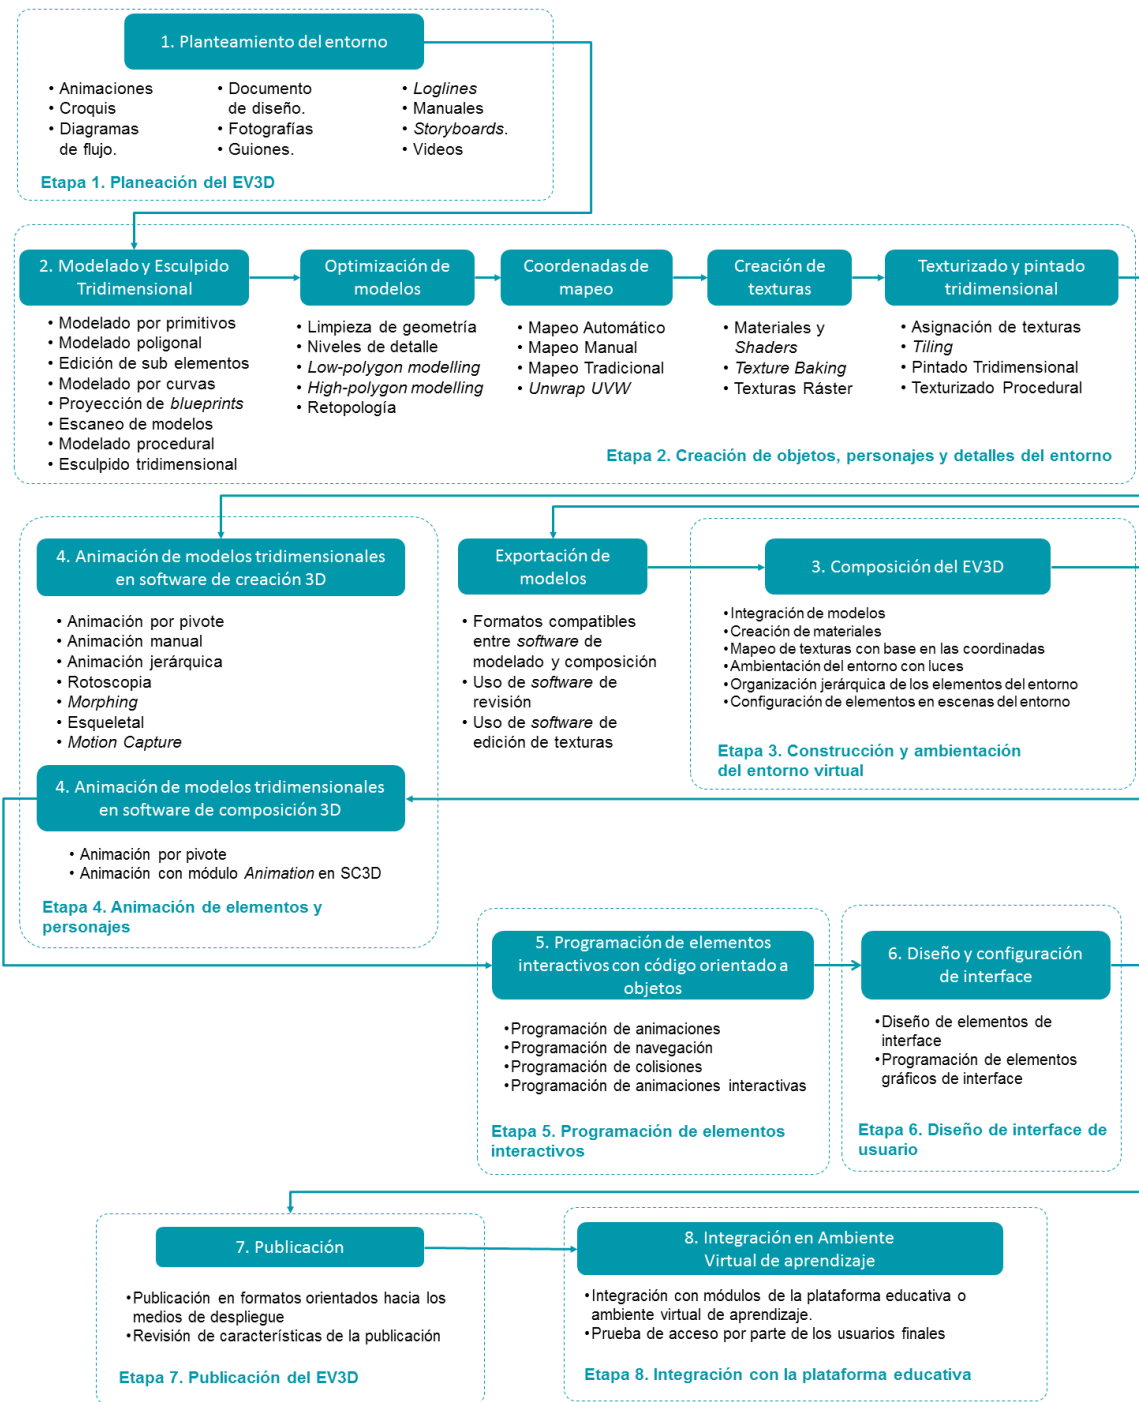 1. Planteamiento del entorno
• Animaciones
• Croquis
• Diagramas
de flujo.
• Documento
de diseño.
• Fotografías
• Guiones.
• Loglines
• Manuales
• Storyboards.
• Videos
Etapa 1. Planeación del EV3D
2. Modelado y Esculpido
Tridimensional
• Modelado por primitivos
• Modelado poligonal
• Edición de sub elementos
• Modelado por curvas
• Proyección de blueprints
• Escaneo de modelos
• Modelado procedural
• Esculpido tridimensional
Optimización de
modelos
• Limpieza de geometría
• Niveles de detalle
• Low-polygon modelling
• High-polygon modelling
• Retopología
Coordenadas de
mapeo
• Mapeo Automático
• Mapeo Manual
• Mapeo Tradicional
• Unwrap UVW
Creación de
texturas
• Materiales y
Shaders
• Texture Baking
• Texturas Ráster
Texturizado y pintado
tridimensional
• Asignación de texturas
• Tiling
• Pintado Tridimensional
• Texturizado Procedural
Etapa 2. Creación de objetos, personajes y detalles del entorno
4. Animación de modelos tridimensionales
en software de creación 3D
• Animación por pivote
• Animación manual
• Animación jerárquica
• Rotoscopia
• Morphing
• Esqueletal
• Motion Capture
4. Animación de modelos tridimensionales
en software de composición 3D
• Animación por pivote
• Animación con módulo Animation en SC3D
Etapa 4. Animación de elementos y
personajes
Exportación de
modelos
• Formatos compatibles
entre software de
modelado y composición
• Uso de software de
revisión
• Uso de software de
edición de texturas
3. Composición del EV3D
• Integración de modelos
• Creación de materiales
• Mapeo de texturas con base en las coordinadas
• Ambientación del entorno con luces
• Organización jerárquica de los elementos del entorno
• Configuración de elementos en escenas del entorno
Etapa 3. Construcción y ambientación
del entorno virtual
5. Programación de elementos
interactivos con código orientado a
objetos
• Programación de animaciones
• Programación de navegación
• Programación de colisiones
• Programación de animaciones interactivas
Etapa 5. Programación de elementos
interactivos
6. Diseño y configuración
de interface
• Diseño de elementos de
interface
• Programación de elementos
gráficos de interface
Etapa 6. Diseño de interface de
usuario
7. Publicación
• Publicación en formatos orientados hacia los
medios de despliegue
• Revisión de características de la publicación
Etapa 7. Publicación del EV3D
8. Integración en Ambiente
Virtual de aprendizaje
• Integración con módulos de la plataforma educativa o
ambiente virtual de aprendizaje.
• Prueba de acceso por parte de los usuarios finales
Etapa 8. Integración con la plataforma educativa